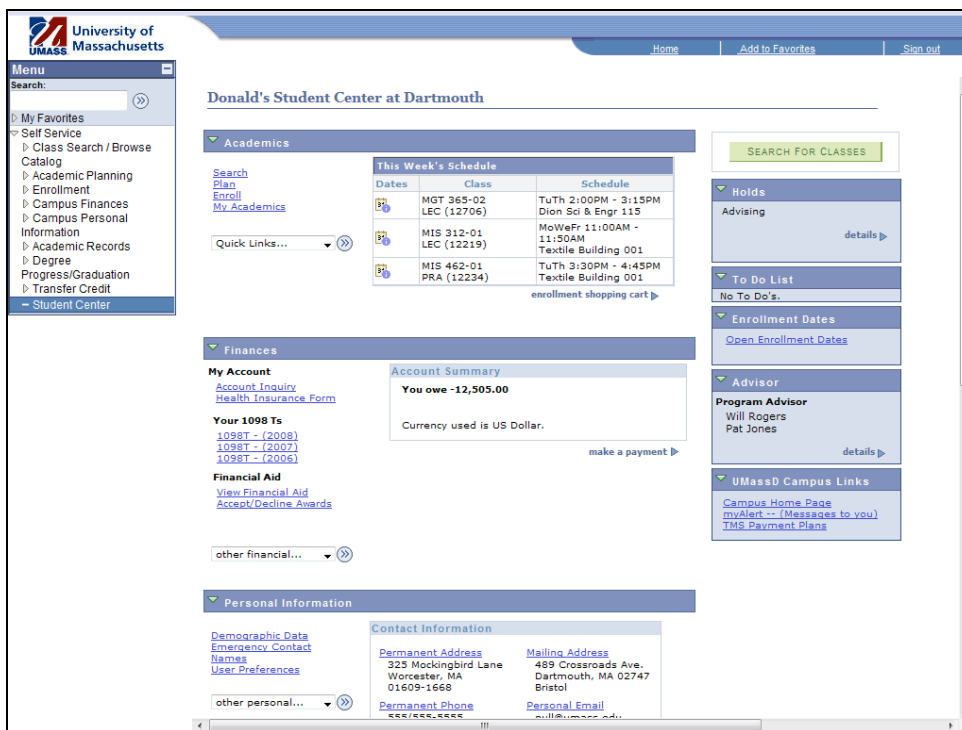 University of
Massachusetts
UMASS
Home
Add to Favorites
Sign out
Menu
Search:
My Favorites
Self Service
Class Search / Browse
Catalog
Academic Planning
Enrollment
Campus Finances
Campus Personal
Information
Academic Records
Degree
Progress/Graduation
Transfer Credit
Student Center
Donald's Student Center at Dartmouth
Academics
Search
Plan
Enroll
My Academics
Quick Links...
This Week's Schedule
Dates Class Schedule
MGT 365-02
LEC (12706)
TuTh 2:00PM - 3:15PM
Dion Sci & Engr 115
MIS 312-01
LEC (12219)
MoWeFr 11:00AM -
11:50AM
Textile Building 001
MIS 462-01
PRA (12234)
TuTh 3:30PM - 4:45PM
Textile Building 001
enrollment shopping cart
Finances
My Account
Account Inquiry
Health Insurance Form
Your 1098 Ts
1098T - (2008)
1098T - (2007)
1098T - (2006)
Financial Aid
View Financial Aid
Accept/Decline Awards
other financial...
Account Summary
You owe -12,505.00
Currency used is US Dollar.
make a payment
Personal Information
Demographic Data
Emergency Contact
Names
User Preferences
other personal...
Contact Information
Permanent Address
325 Mockingbird Lane
Worcester, MA
01609-1668
Mailing Address
489 Crossroads Ave.
Dartmouth, MA 02747
Bristol
Permanent Phone
555/555-5555
Personal Email
SEARCH FOR CLASSES
Holds
Advising
details
To Do List
No To Do's.
Enrollment Dates
Open Enrollment Dates
Advisor
Program Advisor
Will Rogers
Pat Jones
details
UMassD Campus Links
Campus Home Page
myAlert -- (Messages to you)
TMS Payment Plans